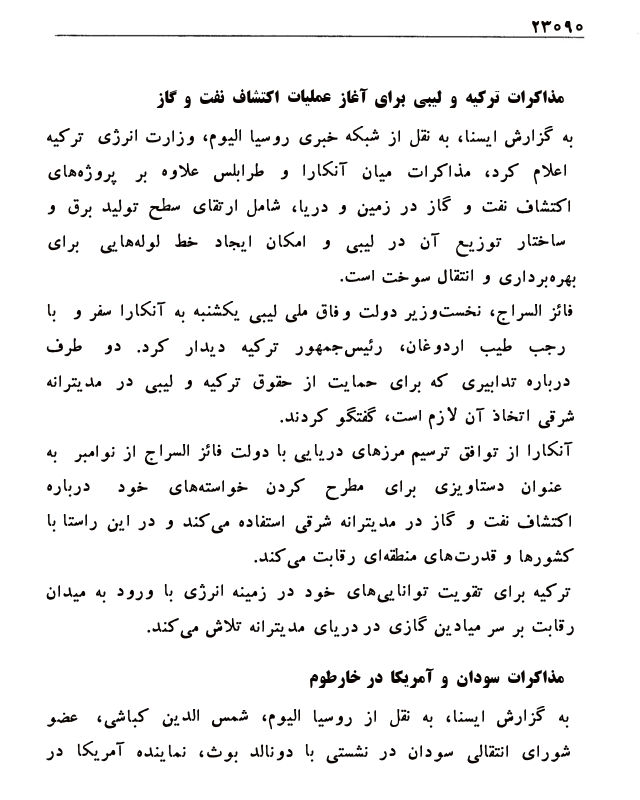 ۲۳۰۹۰
مذاکرات ترکیه و لیبی برای آغاز عملیات اکتشاف نفت و گاز
به گزارش ایسنا، به نقل از شبکه خبری روسیا الیوم، وزارت انرژی ترکیه
اعلام کرد، مذاکرات میان آنکارا و طرابلس علاوه بر پروژه‌های
اکتشاف نفت و گاز در زمین و دریا، شامل ارتقای سطح تولید برق و
ساختار توزیع آن در لیبی و امکان ایجاد خط لوله‌هایی برای
بهره‌برداری و انتقال سوخت است.
فائز السراج، نخست‌وزیر دولت وفاق ملی لیبی یکشنبه به آنکارا سفر و با
رجب طیب اردوغان، رئیس‌جمهور ترکیه دیدار کرد. دو طرف
درباره تدابیری که برای حمایت از حقوق ترکیه و لیبی در مدیترانه
شرقی اتخاذ آن لازم است، گفتگو کردند.
آنکارا از توافق ترسیم مرزهای دریایی با دولت فائز السراج از نوامبر به
عنوان دستاویزی برای مطرح کردن خواسته‌های خود درباره
اکتشاف نفت و گاز در مدیترانه شرقی استفاده می‌کند و در این راستا با
کشورها و قدرت‌های منطقه‌ای رقابت می‌کند.
ترکیه برای تقویت توانایی‌های خود در زمینه انرژی با ورود به میدان
رقابت بر سر میادین گازی در دریای مدیترانه تلاش می‌کند.
مذاکرات سودان و آمریکا در خارطوم
به گزارش ایسنا، به نقل از روسیا الیوم، شمس الدین کباشی، عضو
شورای انتقالی سودان در نشستی با دونالد بوث، نماینده آمریکا در